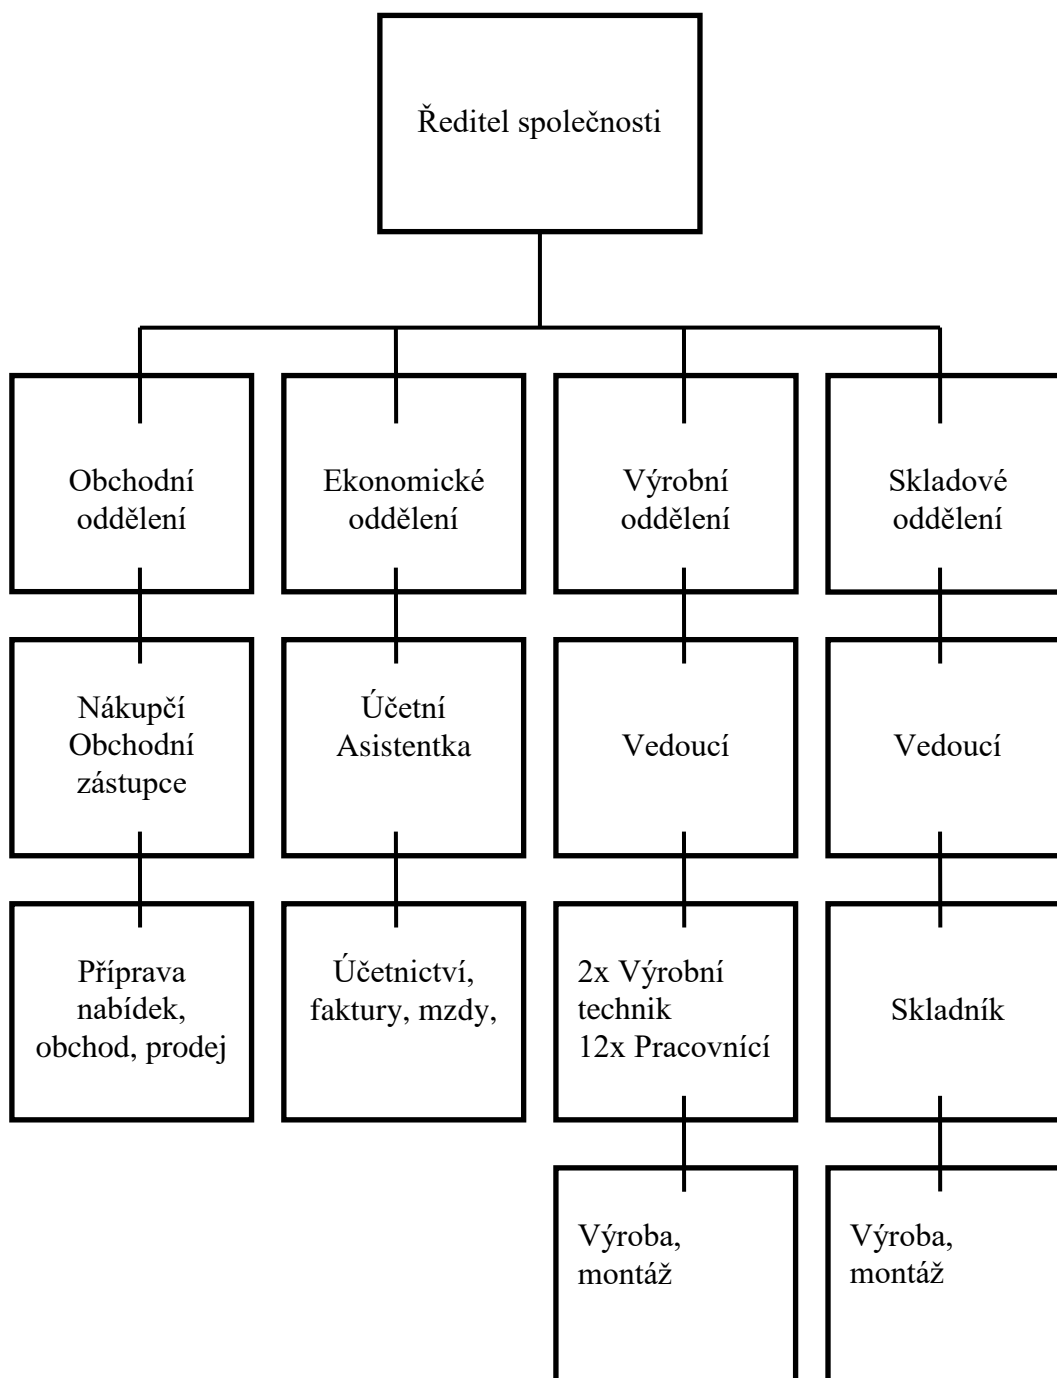 Ředitel společnosti
Obchodní
oddělení
Ekonomické
oddělení
Výrobní
oddělení
Skladové
oddělení
Nákupčí
Obchodní
zástupce
Účetní
Asistentka
Vedoucí
Vedoucí
Příprava
nabídek,
obchod, prodej
Účetnictví,
faktury, mzdy,
2x Výrobní
technik
12x Pracovnící
Skladník
Výroba,
montáž
Výroba,
montáž